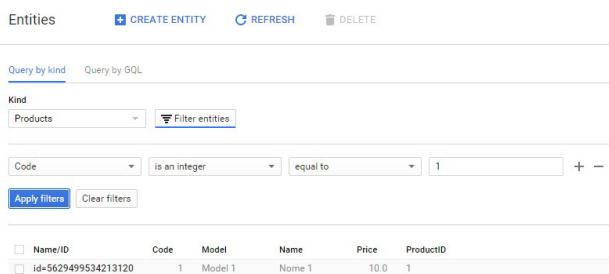 Entities CREATE ENTITY REFRESH DELETE
Query by kind Query by GQL
Kind
Products Filter entities
Code is an integer equal to 1
Apply filters Clear filters
Name/ID Code Model Name Price ProductID
id=5629499534213120 1 Model 1 Nome 1 10.0 1